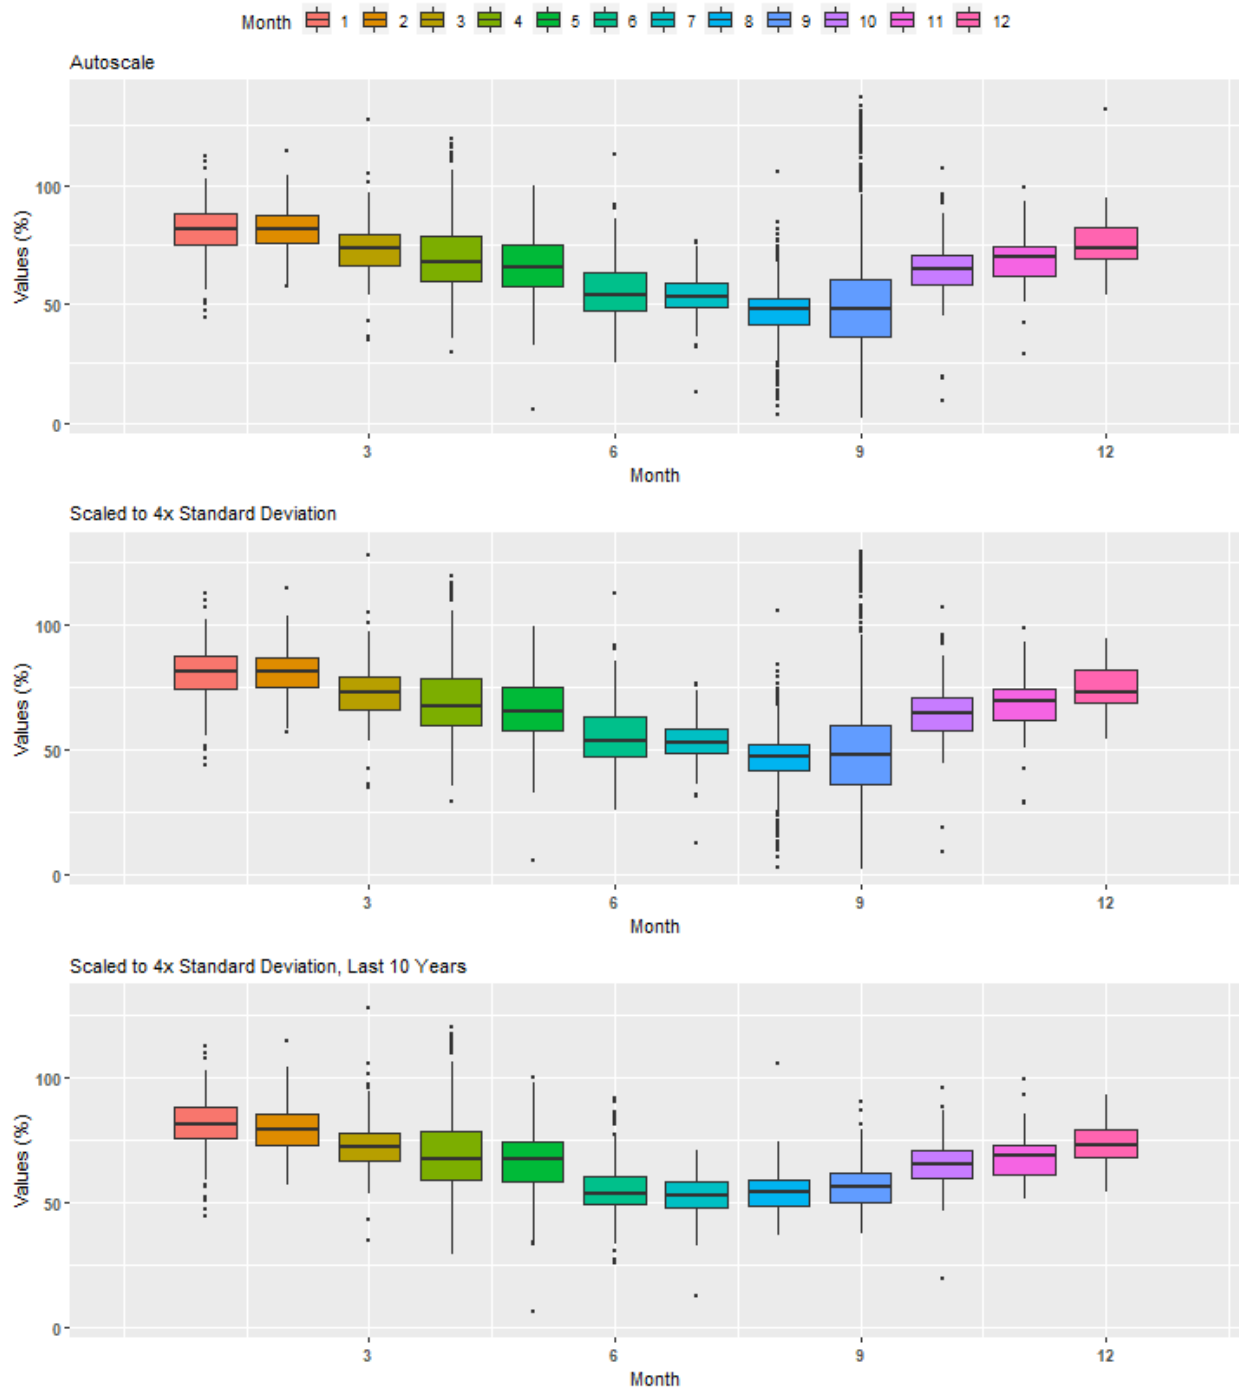 Month 1 2 3 4 5 6 7 8 9 10 11 12
Autoscale
Values (%)
100
50
0
3 6 9 12
Month
Scaled to 4x Standard Deviation
Values (%)
100
50
0
3 6 9 12
Month
Scaled to 4x Standard Deviation, Last 10 Years
Values (%)
100
50
0
3 6 9 12
Month